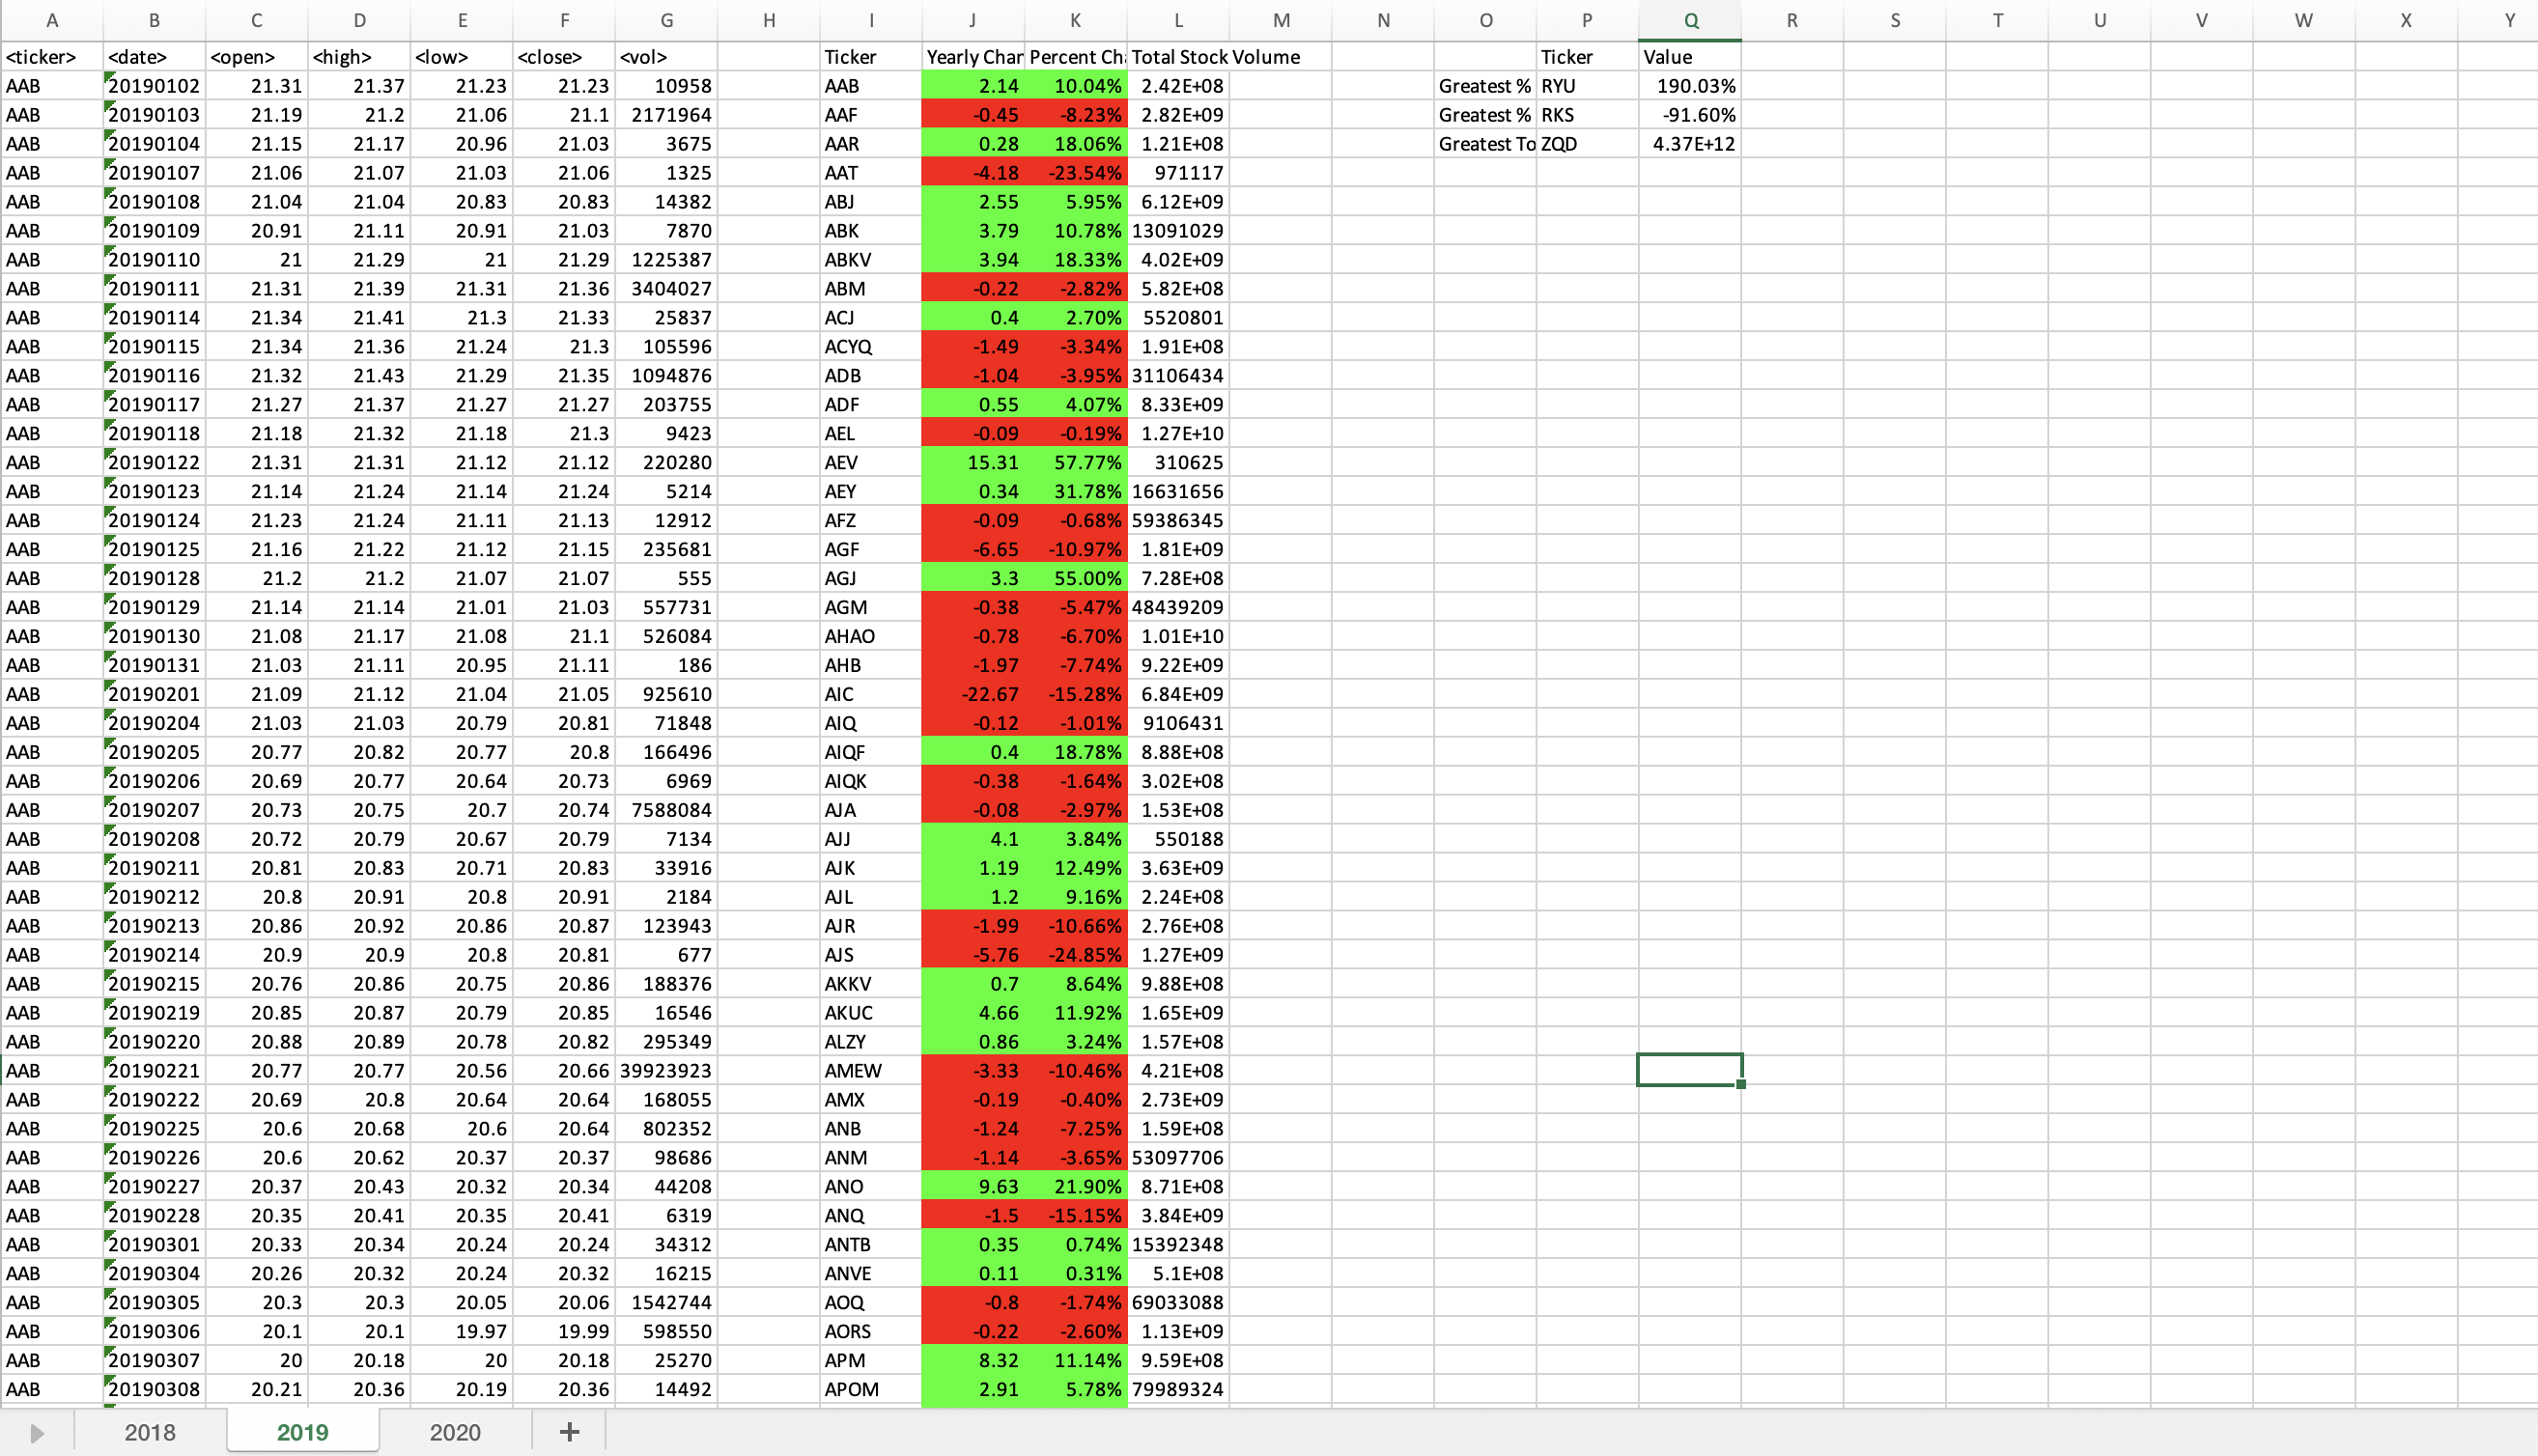 A B C D E F G H I J K L M N O P Q R S T U V W X Y
<ticker> <date> <open> <high> <low> <close> <vol> Ticker Yearly Chan Percent Cha Total Stock Volume Ticker Value
AAB 20190102 21.31 21.37 21.23 21.23 10958 AAB 2.14 10.04% 2.42E+08 Greatest % RYU 190.03%
AAB 20190103 21.19 21.2 21.06 21.1 2171964 AAF -0.45 -8.23% 2.82E+09 Greatest % RKS -91.60%
AAB 20190104 21.15 21.17 20.96 21.03 3675 AAR 0.28 18.06% 1.21E+08 Greatest To ZQD 4.37E+12
AAB 20190107 21.06 21.07 21.03 21.06 1325 AAT -4.18 -23.54% 971117
AAB 20190108 21.04 21.04 20.83 20.83 14382 ABJ 2.55 5.95% 6.12E+09
AAB 20190109 20.91 21.11 20.91 21.03 7870 ABK 3.79 10.78% 13091029
AAB 20190110 21 21.29 21 21.29 1225387 ABKV 3.94 18.33% 4.02E+09
AAB 20190111 21.31 21.39 21.31 21.36 3404027 ABM -0.22 -2.82% 5.82E+08
AAB 20190114 21.34 21.41 21.3 21.33 25837 ACJ 0.4 2.70% 5520801
AAB 20190115 21.34 21.36 21.24 21.3 105596 ACYQ -1.49 -3.34% 1.91E+08
AAB 20190116 21.32 21.43 21.29 21.35 1094876 ADB -1.04 -3.95% 31106434
AAB 20190117 21.27 21.37 21.27 21.27 203755 ADF 0.55 4.07% 8.33E+09
AAB 20190118 21.18 21.32 21.18 21.3 9423 AEL -0.09 -0.19% 1.27E+10
AAB 20190122 21.31 21.31 21.12 21.12 220280 AEV 15.31 57.77% 310625
AAB 20190123 21.14 21.24 21.14 21.24 5214 AEY 0.34 31.78% 16631656
AAB 20190124 21.23 21.24 21.11 21.13 12912 AFZ -0.09 -0.68% 59386345
AAB 20190125 21.16 21.22 21.12 21.15 235681 AGF -6.65 -10.97% 1.81E+09
AAB 20190128 21.2 21.2 21.07 21.07 555 AGJ 3.3 55.00% 7.28E+08
AAB 20190129 21.14 21.14 21.01 21.03 557731 AGM -0.38 -5.47% 48439209
AAB 20190130 21.08 21.17 21.08 21.1 526084 AHAO -0.78 -6.70% 1.01E+10
AAB 20190131 21.03 21.11 20.95 21.11 186 AHB -1.97 -7.74% 9.22E+09
AAB 20190201 21.09 21.12 21.04 21.05 925610 AIC -22.67 -15.28% 6.84E+09
AAB 20190204 21.03 21.03 20.79 20.81 71848 AIQ -0.12 -1.01% 9106431
AAB 20190205 20.77 20.82 20.77 20.8 166496 AIQF 0.4 18.78% 8.88E+08
AAB 20190206 20.69 20.77 20.64 20.73 6969 AIQK -0.38 -1.64% 3.02E+08
AAB 20190207 20.73 20.75 20.7 20.74 7588084 AJA -0.08 -2.97% 1.53E+08
AAB 20190208 20.72 20.79 20.67 20.79 7134 AJJ 4.1 3.84% 550188
AAB 20190211 20.81 20.83 20.71 20.83 33916 AJK 1.19 12.49% 3.63E+09
AAB 20190212 20.8 20.91 20.8 20.91 2184 AJL 1.2 9.16% 2.24E+08
AAB 20190213 20.86 20.92 20.86 20.87 123943 AJR -1.99 -10.66% 2.76E+08
AAB 20190214 20.9 20.9 20.8 20.81 677 AJS -5.76 -24.85% 1.27E+09
AAB 20190215 20.76 20.86 20.75 20.86 188376 AKKV 0.7 8.64% 9.88E+08
AAB 20190219 20.85 20.87 20.79 20.85 16546 AKUC 4.66 11.92% 1.65E+09
AAB 20190220 20.88 20.89 20.78 20.82 295349 ALZY 0.86 3.24% 1.57E+08
AAB 20190221 20.77 20.77 20.56 20.66 39923923 AMEW -3.33 -10.46% 4.21E+08
AAB 20190222 20.69 20.8 20.64 20.64 168055 AMX -0.19 -0.40% 2.73E+09
AAB 20190225 20.6 20.68 20.6 20.64 802352 ANB -1.24 -7.25% 1.59E+08
AAB 20190226 20.6 20.62 20.37 20.37 98686 ANM -1.14 -3.65% 53097706
AAB 20190227 20.37 20.43 20.32 20.34 44208 ANO 9.63 21.90% 8.71E+08
AAB 20190228 20.35 20.41 20.35 20.41 6319 ANQ -1.5 -15.15% 3.84E+09
AAB 20190301 20.33 20.34 20.24 20.24 34312 ANTB 0.35 0.74% 15392348
AAB 20190304 20.26 20.32 20.24 20.32 16215 ANVE 0.11 0.31% 5.1E+08
AAB 20190305 20.3 20.3 20.05 20.06 1542744 AOQ -0.8 -1.74% 69033088
AAB 20190306 20.1 20.1 19.97 19.99 598550 AORS -0.22 -2.60% 1.13E+09
AAB 20190307 20 20.18 20 20.18 25270 APM 8.32 11.14% 9.59E+08
AAB 20190308 20.21 20.36 20.19 20.36 14492 APOM 2.91 5.78% 79989324
2018 2019 2020 +